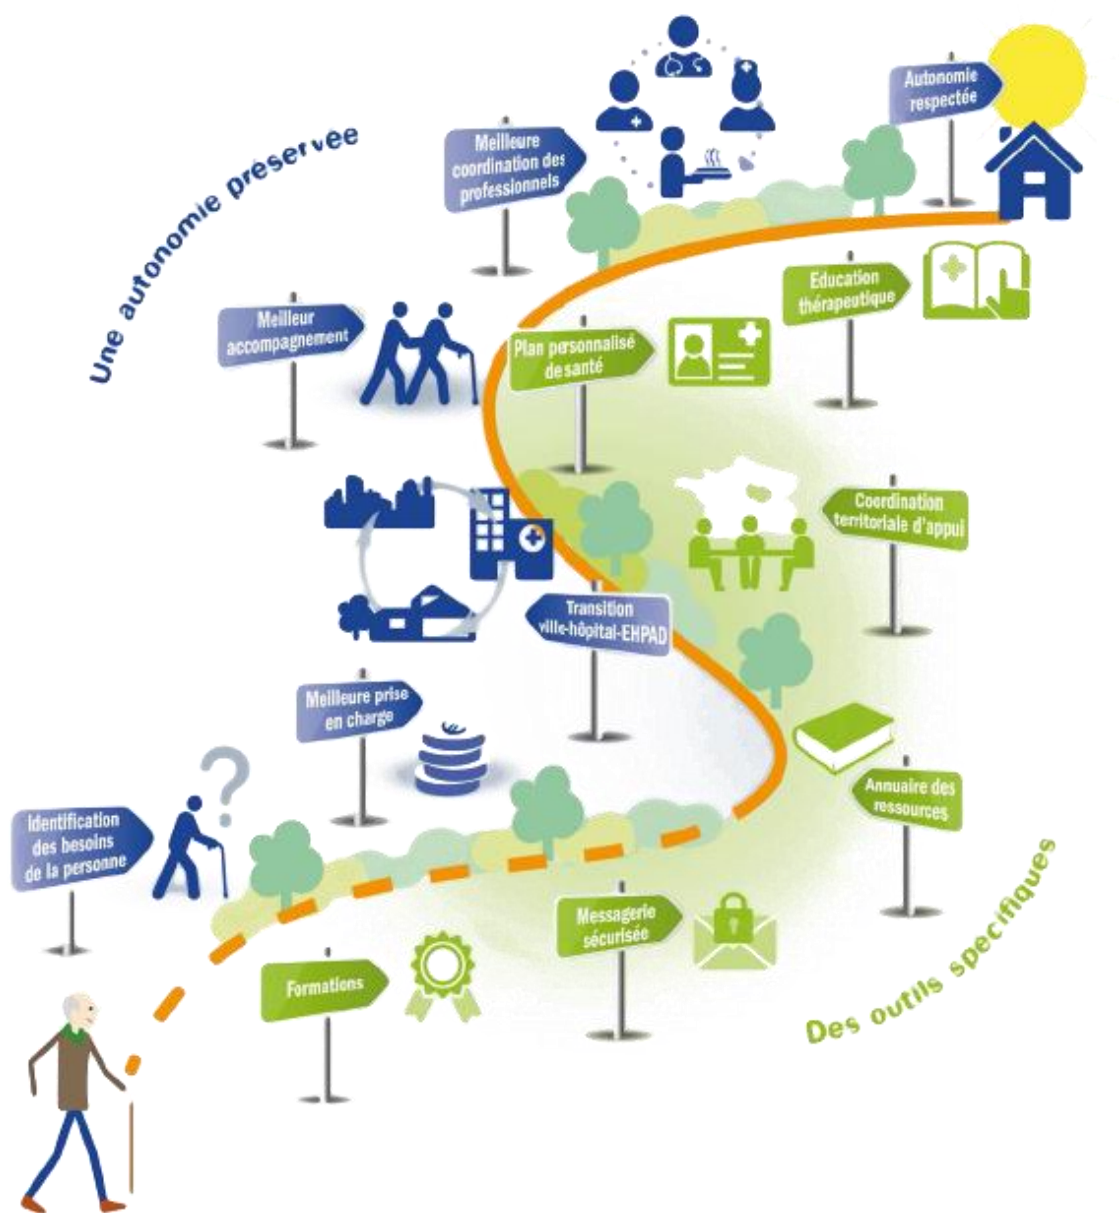 Autonomie
respectée
Meilleure
coordination des
professionnels
Une autonomie préservée
Education
thérapeutique
Meilleur
accompagnement
Plan personnalisé
de santé
Coordination
territoriale d'appui
Transition
ville-hôpital-EHPAD
Meilleure prise
en charge
Annuaire des
ressources
Identification
des besoins
de la personne
Messagerie
sécurisée
Formations
Des outils specifiques